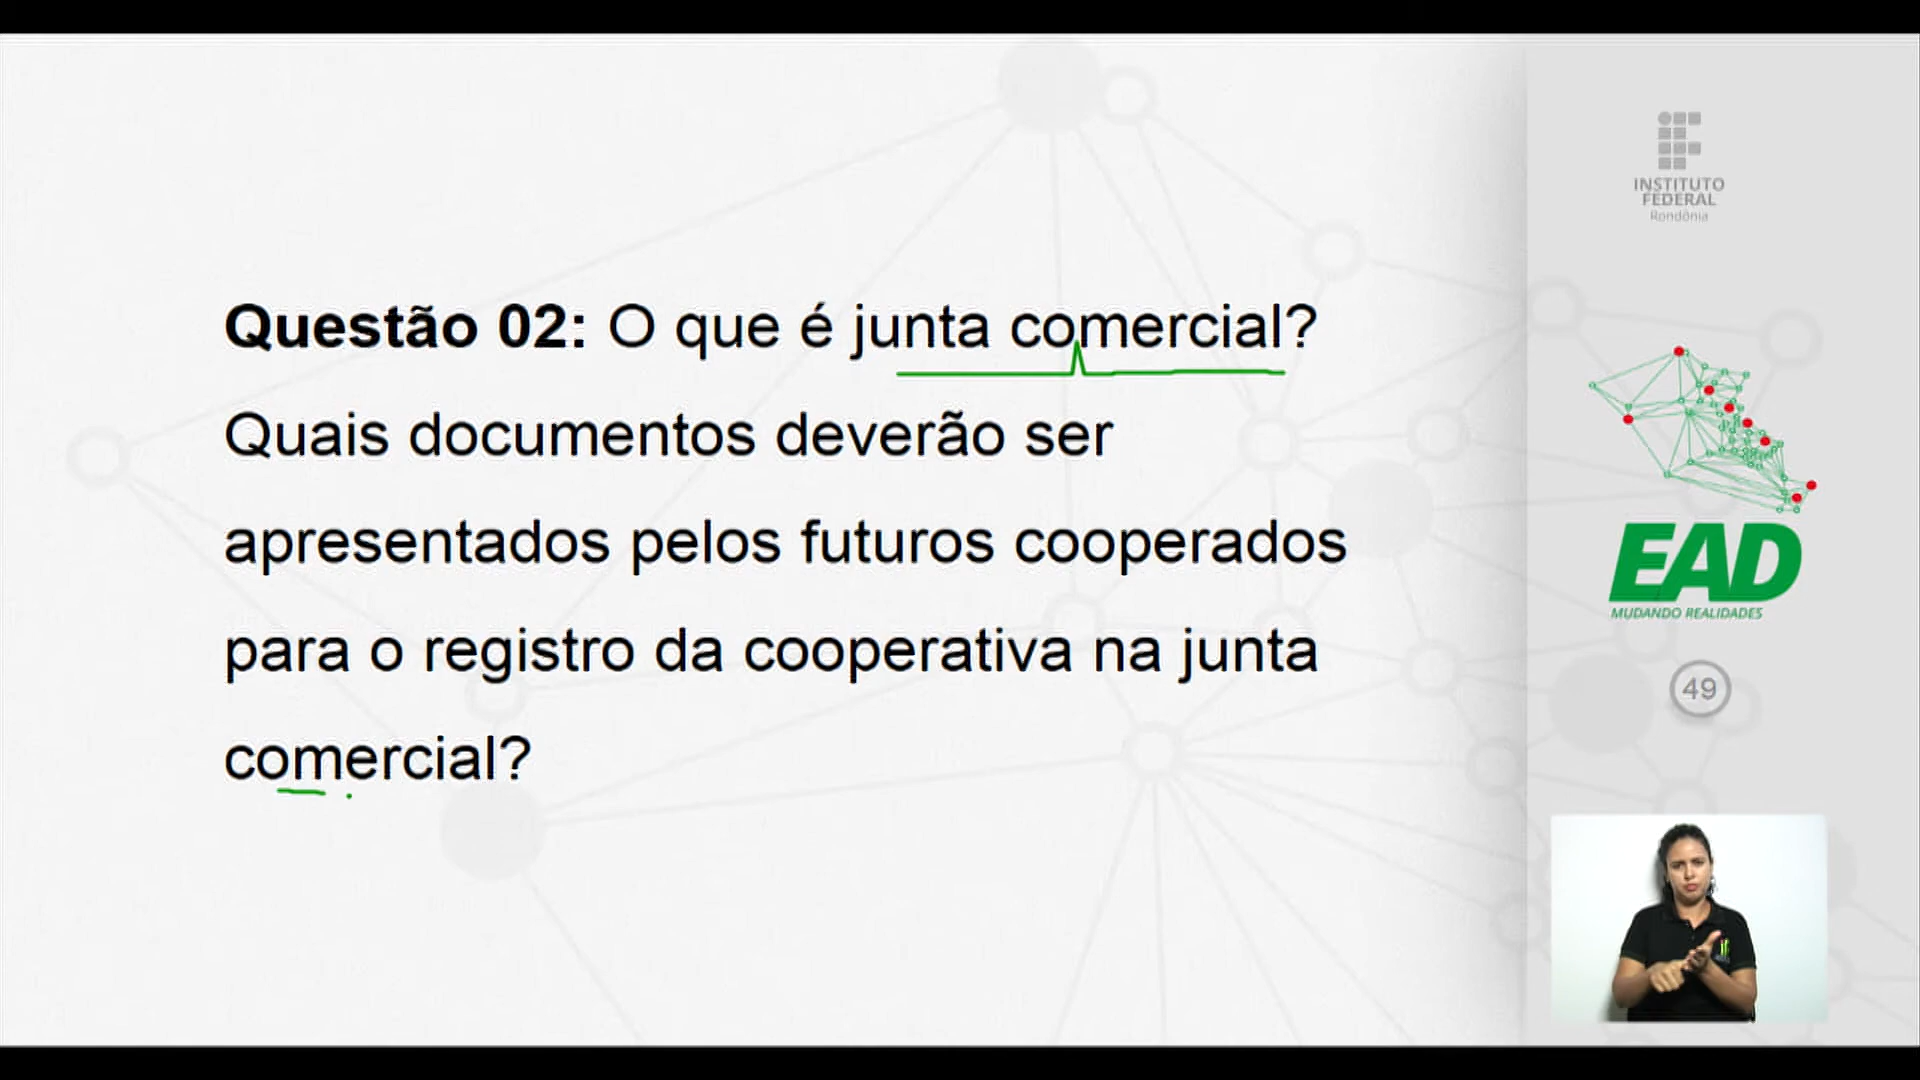 Questão 02: O que é junta comercial?
Quais documentos deverão ser
apresentados pelos futuros cooperados
para o registro da cooperativa na junta
comercial?
INSTITUTO
FEDERAL
Rondônia
EAD
MUDANDO REALIDADES
49